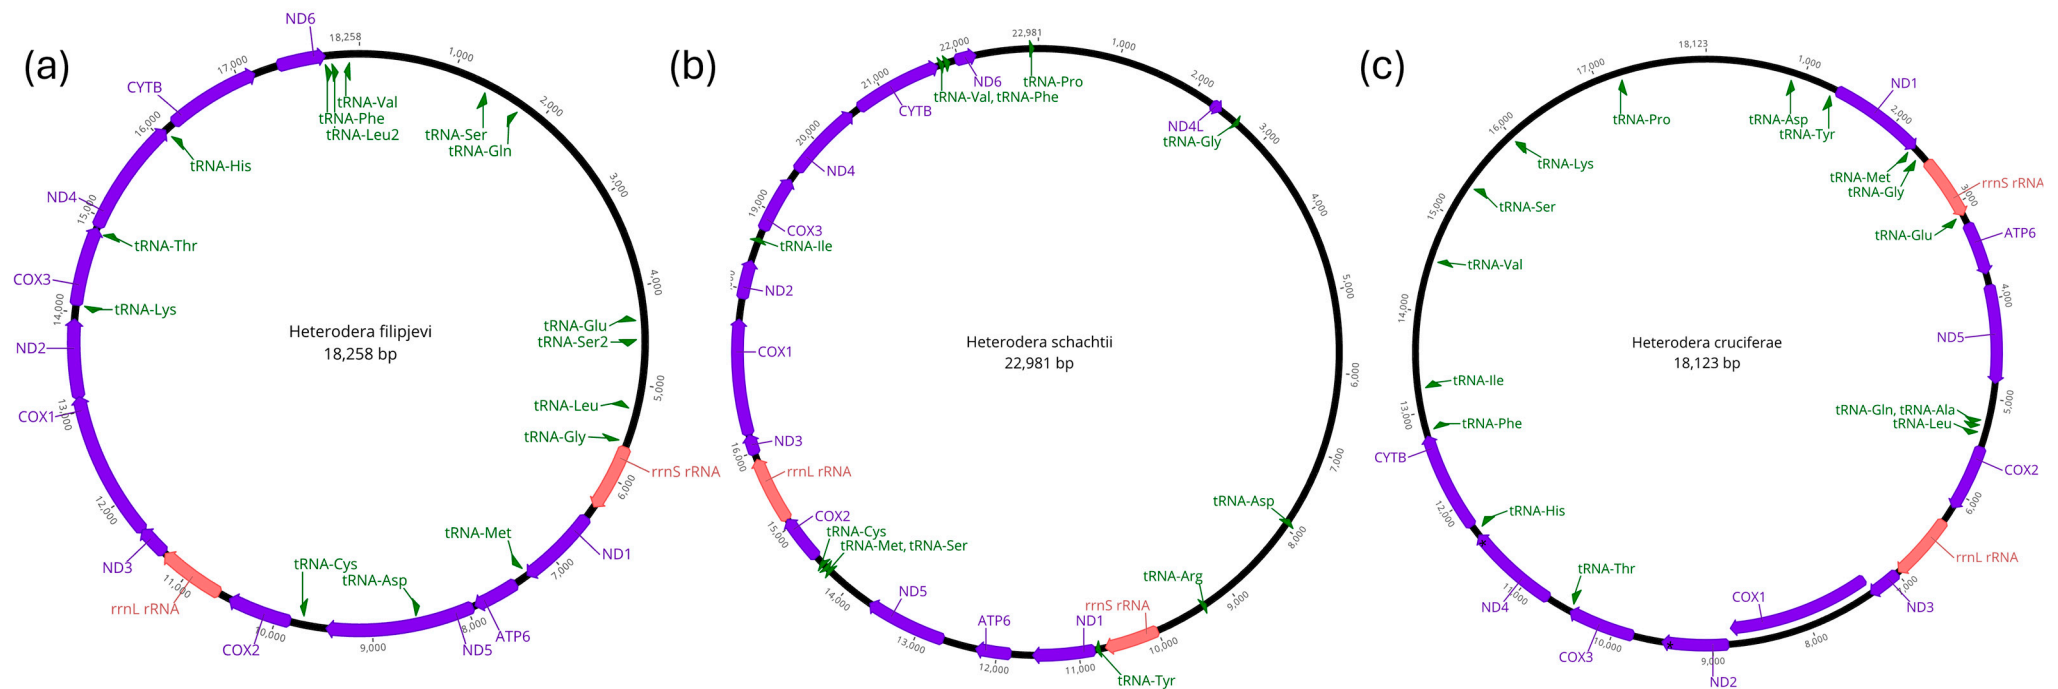 (a)
ND6
18,258
1,000
2,000
3,000
4,000
5,000
6,000
7,000
8,000
9,000
10,000
11,000
12,000
13,000
14,000
15,000
16,000
17,000
CYTB
tRNA-Val
tRNA-Phe
tRNA-Leu2
tRNA-Ser
tRNA-Gln
tRNA-His
ND4
tRNA-Thr
COX3
tRNA-Lys
ND2
COX1
Heterodera filipjevi
18,258 bp
tRNA-Glu
tRNA-Ser2
tRNA-Leu
tRNA-Gly
rrnS rRNA
tRNA-Met
ND1
tRNA-Cys
tRNA-Asp
ND3
rrnL rRNA
COX2
ND5
ATP6
(b)
22,981
1,000
2,000
3,000
4,000
5,000
6,000
7,000
8,000
9,000
10,000
11,000
12,000
13,000
14,000
15,000
16,000
19,000
20,000
21,000
22,000
ND6
tRNA-Pro
tRNA-Val, tRNA-Phe
CYTB
ND4L
tRNA-Gly
ND4
COX3
tRNA-Ile
ND2
COX1
Heterodera schachtii
22,981 bp
ND3
rrnL rRNA
COX2
tRNA-Cys
tRNA-Met, tRNA-Ser
tRNA-Asp
tRNA-Arg
ND5
rrnS rRNA
ATP6
ND1
tRNA-Tyr
(c)
18,123
1,000
2,000
3,000
4,000
5,000
6,000
7,000
8,000
9,000
10,000
11,000
12,000
13,000
14,000
15,000
16,000
17,000
ND1
tRNA-Pro
tRNA-Asp
tRNA-Tyr
tRNA-Lys
tRNA-Met
tRNA-Gly
rrnS rRNA
tRNA-Ser
tRNA-Glu
ATP6
tRNA-Val
ND5
Heterodera cruciferae
18,123 bp
tRNA-Ile
tRNA-Phe
tRNA-Gln, tRNA-Ala
tRNA-Leu
CYTB
COX2
tRNA-His
rrnL rRNA
tRNA-Thr
COX1
ND4
ND3
COX3
ND2